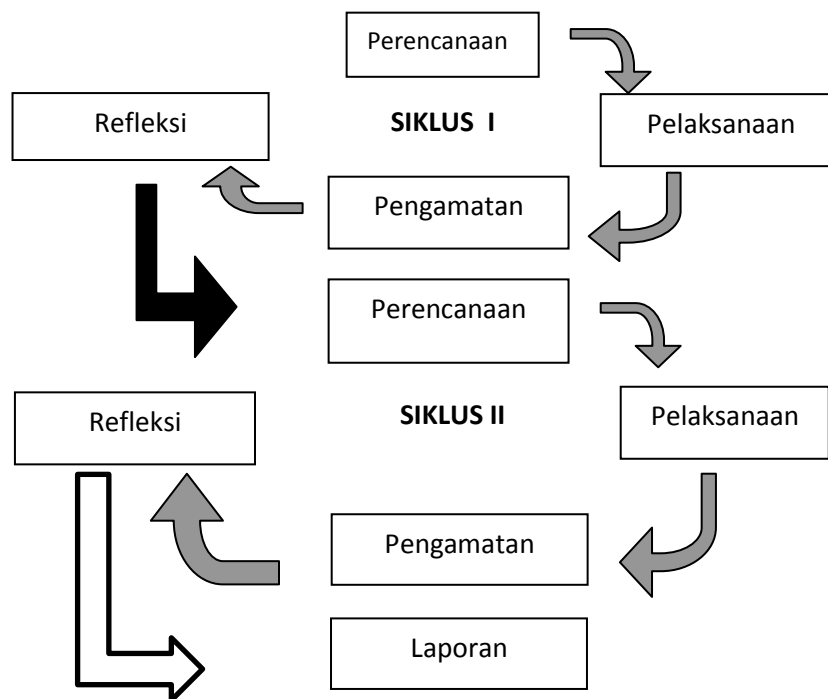 Perencanaan
Refleksi
SIKLUS I
Pelaksanaan
Pengamatan
Perencanaan
Refleksi
SIKLUS II
Pelaksanaan
Pengamatan
Laporan